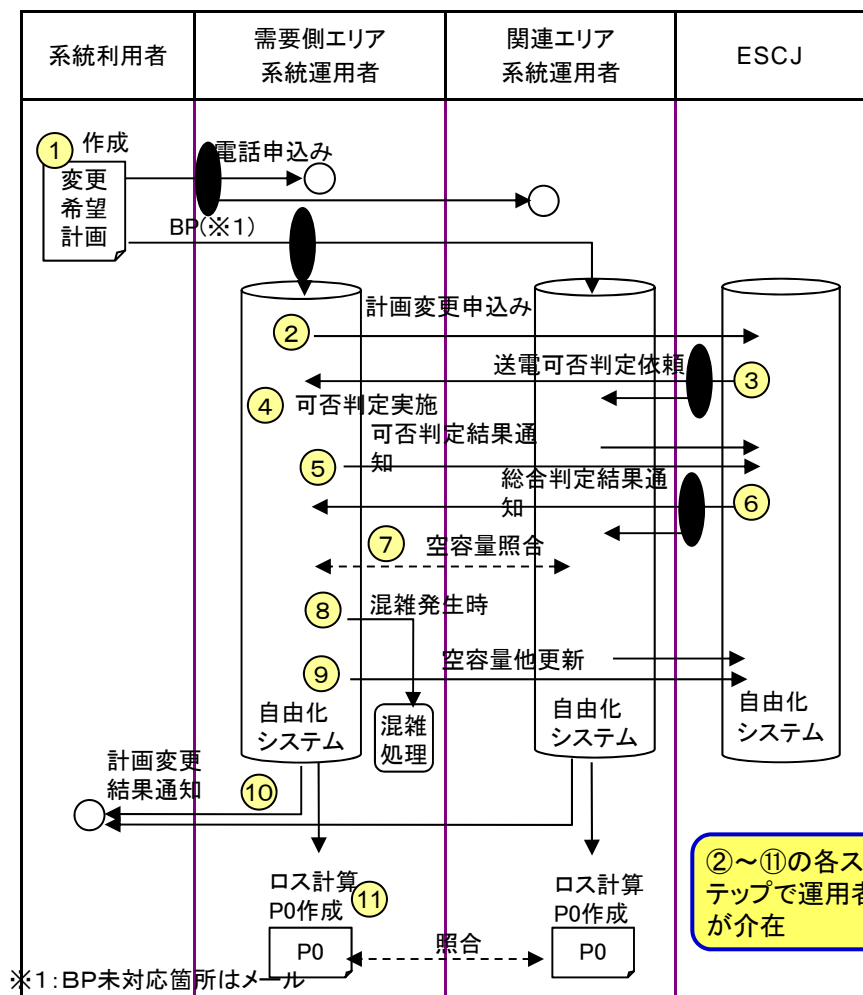 系統利用者
需要側エリア
系統運用者
関連エリア
系統運用者
ESCJ
① 作成
変更
希望
計画
電話申込み
BP(※1)
計画変更申込み
②
送電可否判定依頼
③
④ 可否判定実施
可否判定結果通
知
⑤
総合判定結果通
知
⑥
⑦ 空容量照合
⑧ 混雑発生時
空容量他更新
⑨
自由化
システム
混雑
処理
自由化
システム
自由化
システム
計画変更
結果通知
⑩
ロス計算
P0作成
⑪
ロス計算
P0作成
②～⑪の各ス
テップで運用者
が介在
P0
照合
P0
※1:BP未対応箇所はメール